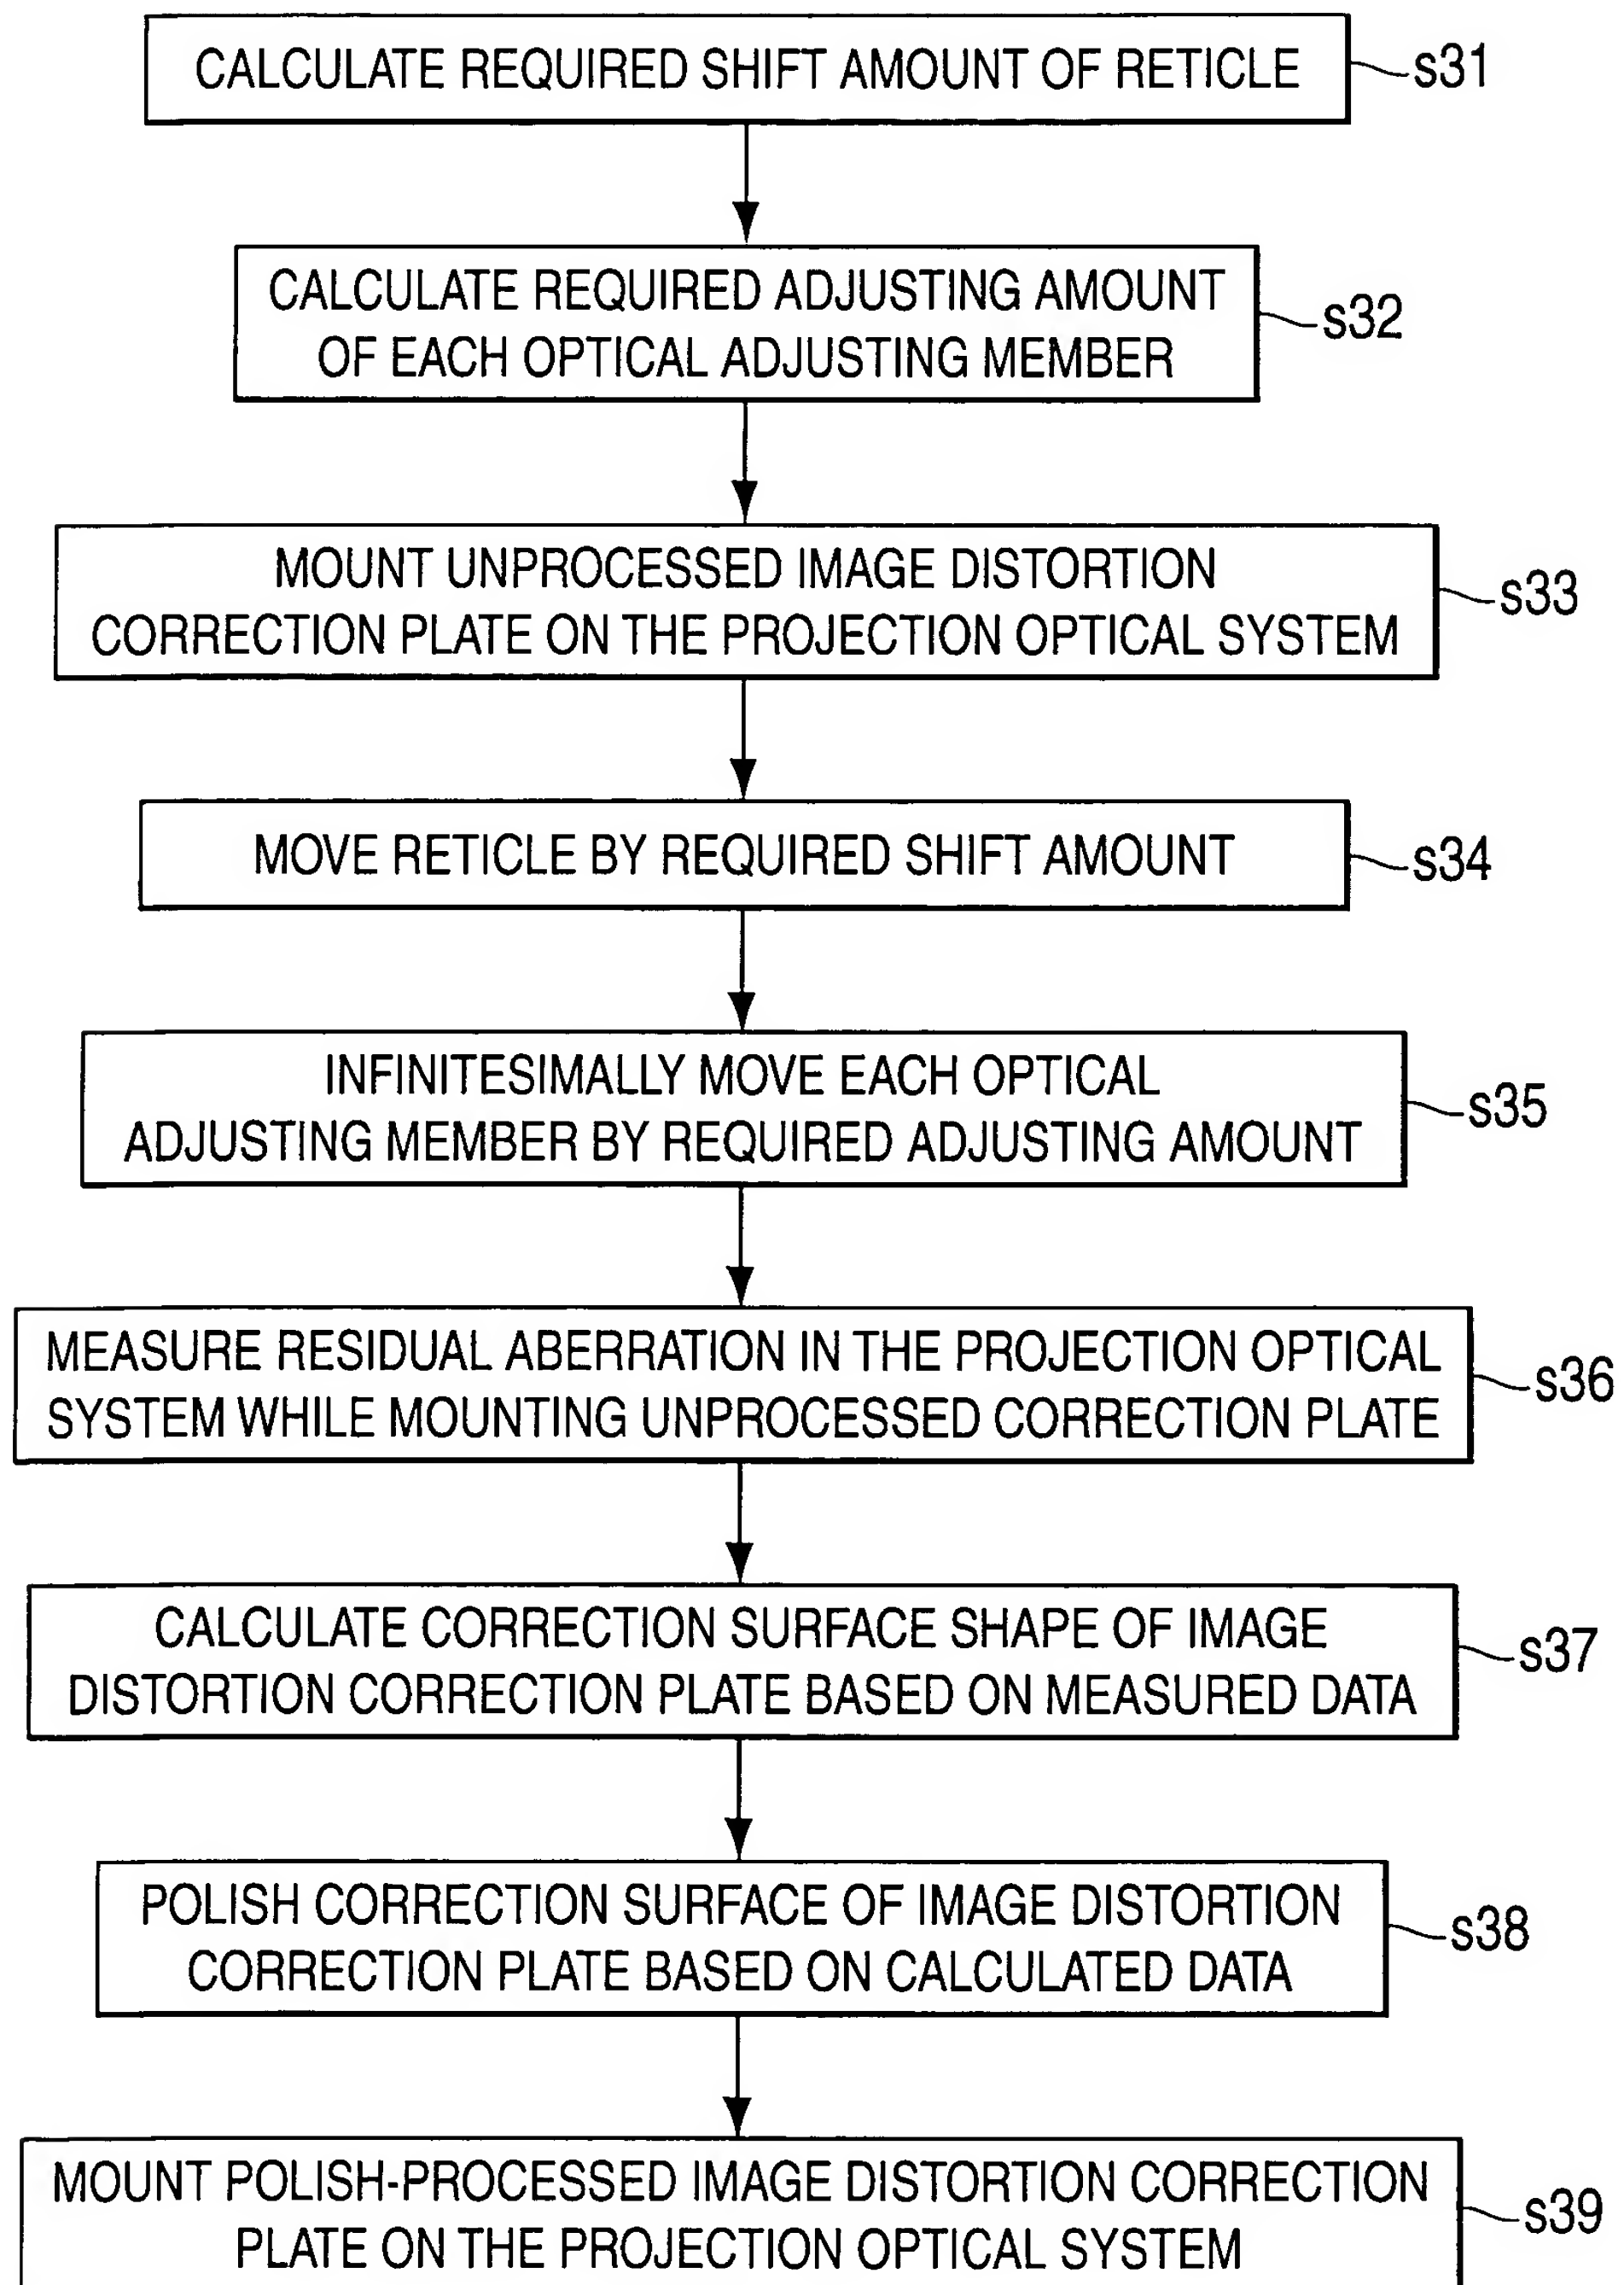 CALCULATE REQUIRED SHIFT AMOUNT OF RETICLE
s31
CALCULATE REQUIRED ADJUSTING AMOUNT
OF EACH OPTICAL ADJUSTING MEMBER
s32
MOUNT UNPROCESSED IMAGE DISTORTION
CORRECTION PLATE ON THE PROJECTION OPTICAL SYSTEM
s33
MOVE RETICLE BY REQUIRED SHIFT AMOUNT
s34
INFINITESIMALLY MOVE EACH OPTICAL
ADJUSTING MEMBER BY REQUIRED ADJUSTING AMOUNT
s35
MEASURE RESIDUAL ABERRATION IN THE PROJECTION OPTICAL
SYSTEM WHILE MOUNTING UNPROCESSED CORRECTION PLATE
s36
CALCULATE CORRECTION SURFACE SHAPE OF IMAGE
DISTORTION CORRECTION PLATE BASED ON MEASURED DATA
s37
POLISH CORRECTION SURFACE OF IMAGE DISTORTION
CORRECTION PLATE BASED ON CALCULATED DATA
s38
MOUNT POLISH-PROCESSED IMAGE DISTORTION CORRECTION
PLATE ON THE PROJECTION OPTICAL SYSTEM
s39